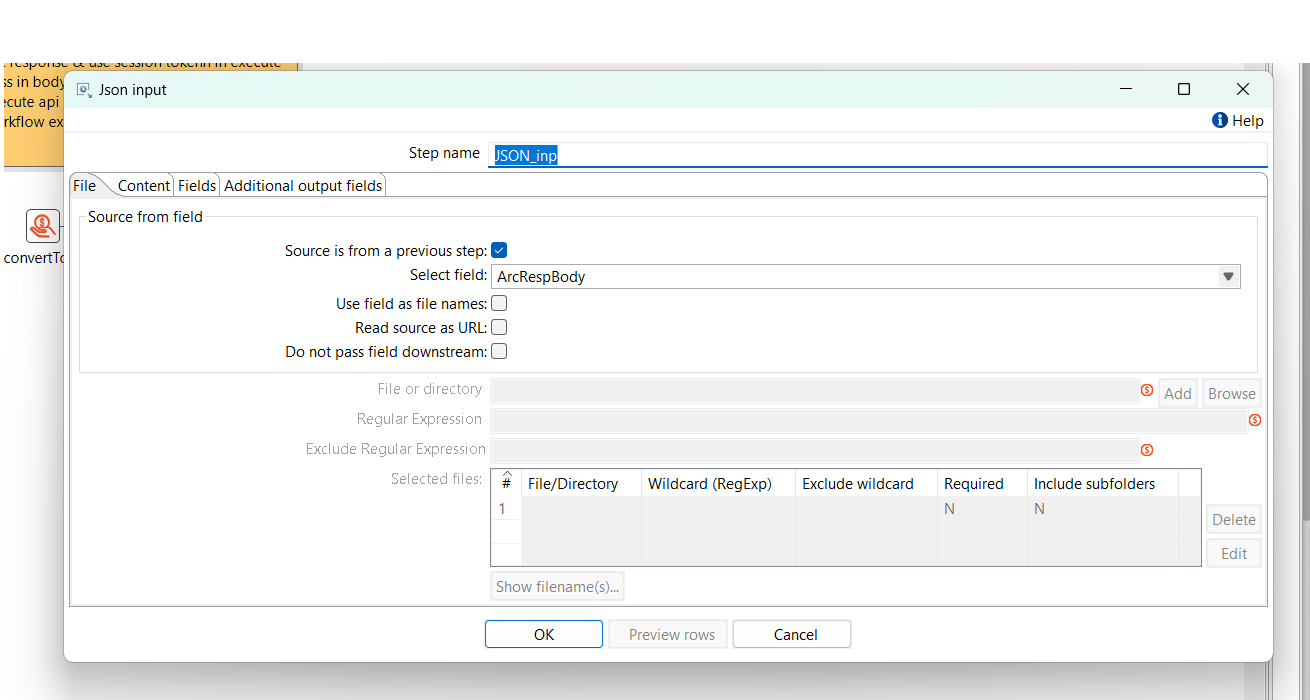 response & use session tokenn in execute
ss in body
ecute api
rkflow ex
convertTo
Json input
Help
Step name JSON_inp
File Content Fields Additional output fields
Source from field
Source is from a previous step:
Select field: ArcRespBody
Use field as file names:
Read source as URL:
Do not pass field downstream:
File or directory Add Browse
Regular Expression
Exclude Regular Expression
Selected files: # File/Directory Wildcard (RegExp) Exclude wildcard Required Include subfolders
1 N N
Delete
Edit
Show filename(s)...
OK Preview rows Cancel